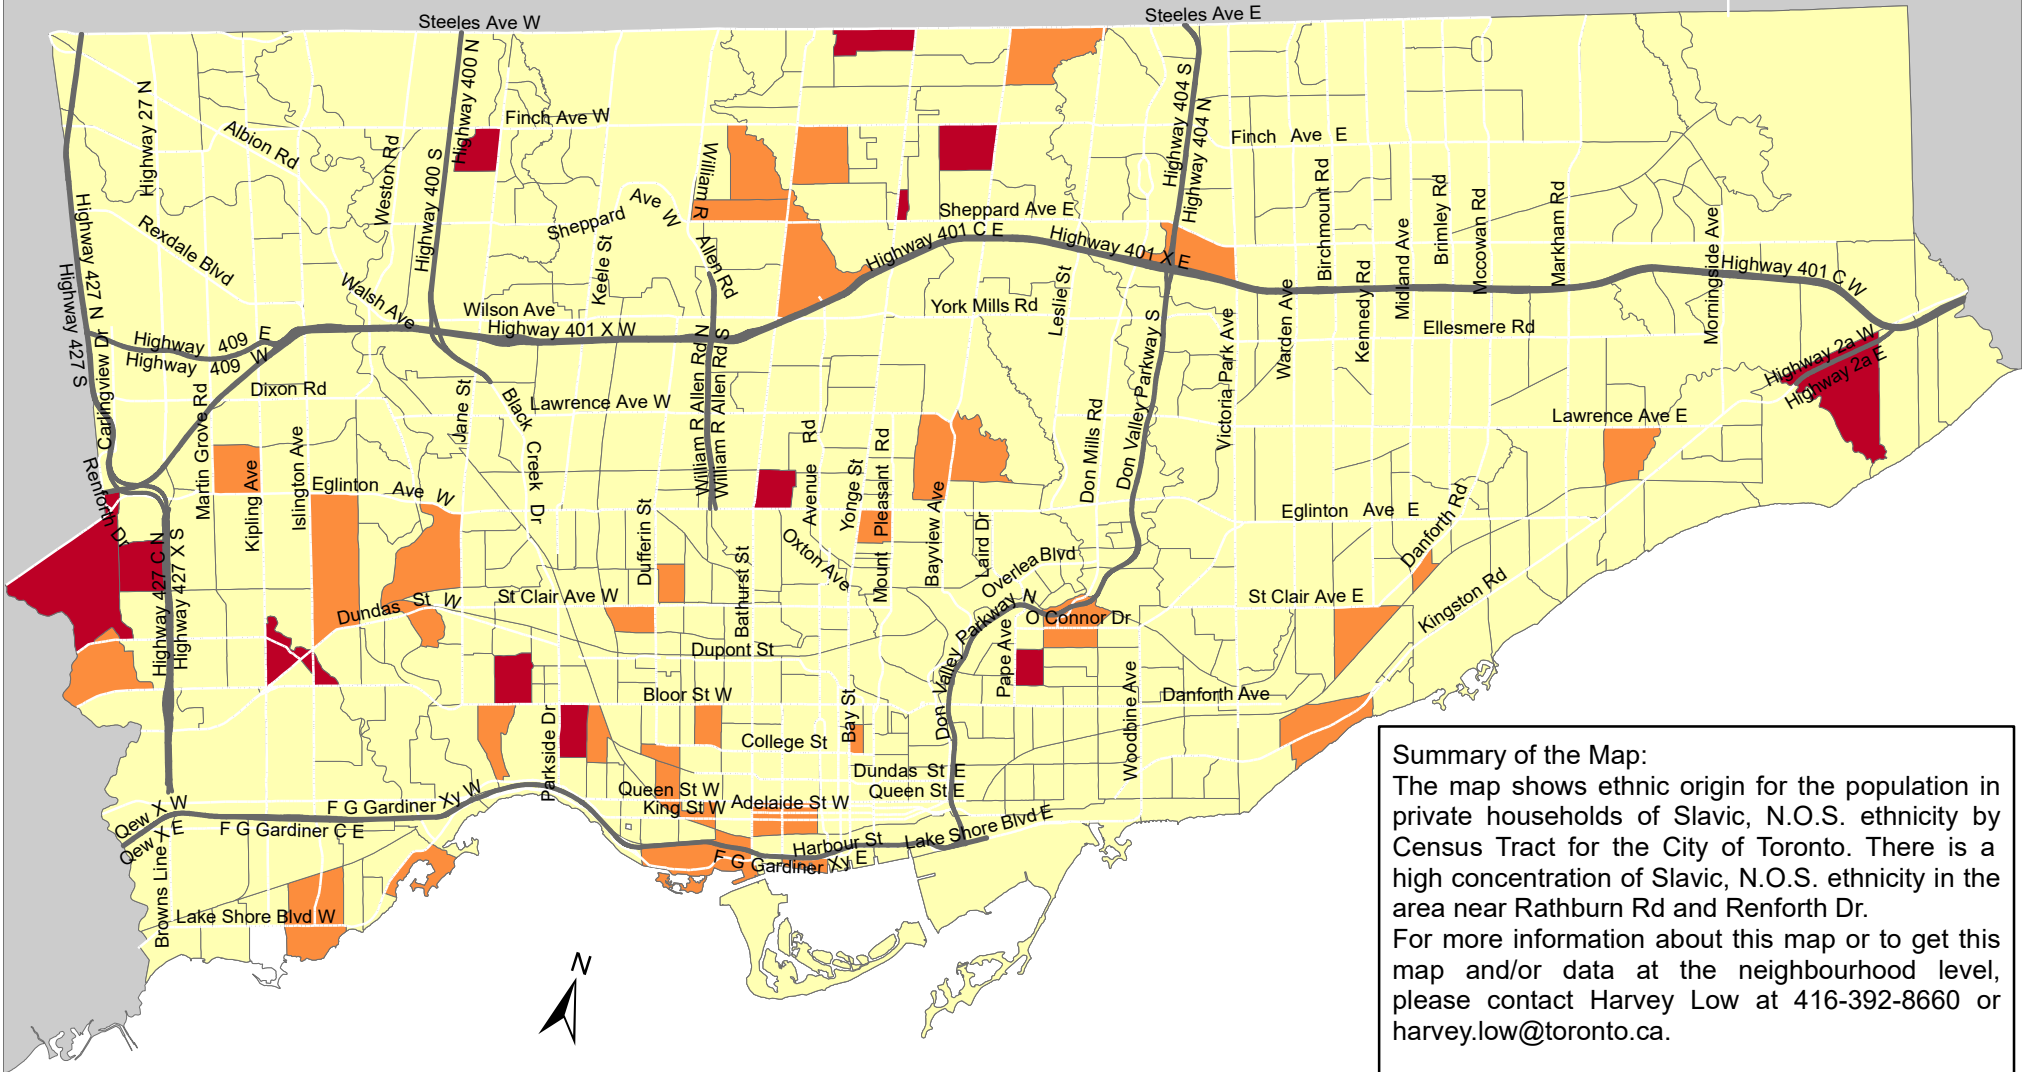 Steeles Ave W
Steeles Ave E
Highway 27 N
Albion Rd
Weston Rd
Highway 400 N
Highway 400 S
Finch Ave W
William R
Allen Rd
Highway 404 S
Highway 404 N
Finch Ave E
Highway 427 N
Highway 427 S
Rexdale Blvd
Sheppard Ave W
Keele St
Sheppard Ave E
Highway 401 C E
Highway 401 X E
Birchmount Rd
Midland Ave
Brimley Rd
Mccowan Rd
Markham Rd
Morningside Ave
Highway 401 C W
Walsh Ave
Wilson Ave
Highway 401 X W
York Mills Rd
Leslie St
Warden Ave
Kennedy Rd
Ellesmere Rd
Highway 409 E
Highway 409 W
Carlingview Dr
Dixon Rd
Jane St
Black Creek Dr
Lawrence Ave W
William R Allen Rd N
William R Allen Rd S
Don Valley Parkway S
Victoria Park Ave
Highway 2a W
Highway 2a E
Lawrence Ave E
Renforth Dr
Martin Grove Rd
Kipling Ave
Islington Ave
Eglinton Ave W
Dufferin St
Bathurst St
Avenue Rd
Oxton Ave
Yonge St
Mount Pleasant Rd
Bayview Ave
Laird Dr
Overlea Blvd
Don Mills Rd
Eglinton Ave E
Danforth Rd
Highway 427 C N
Highway 427 X S
Dundas St W
St Clair Ave W
Don Valley Parkway N
O Connor Dr
St Clair Ave E
Kingston Rd
Dupont St
Pape Ave
Bloor St W
Danforth Ave
Woodbine Ave
Parkside Dr
Bay St
College St
Dundas St E
Queen St E
Queen St W
King St W
Adelaide St W
Qew X W
Qew X E
F G Gardiner Xy W
F G Gardiner C E
Harbour St
Lake Shore Blvd E
F G Gardiner Xy E
Browns Line
Lake Shore Blvd W
N
Summary of the Map:
The map shows ethnic origin for the population in
private households of Slavic, N.O.S. ethnicity by
Census Tract for the City of Toronto. There is a
high concentration of Slavic, N.O.S. ethnicity in the
area near Rathburn Rd and Renforth Dr.
For more information about this map or to get this
map and/or data at the neighbourhood level,
please contact Harvey Low at 416-392-8660 or
harvey.low@toronto.ca.